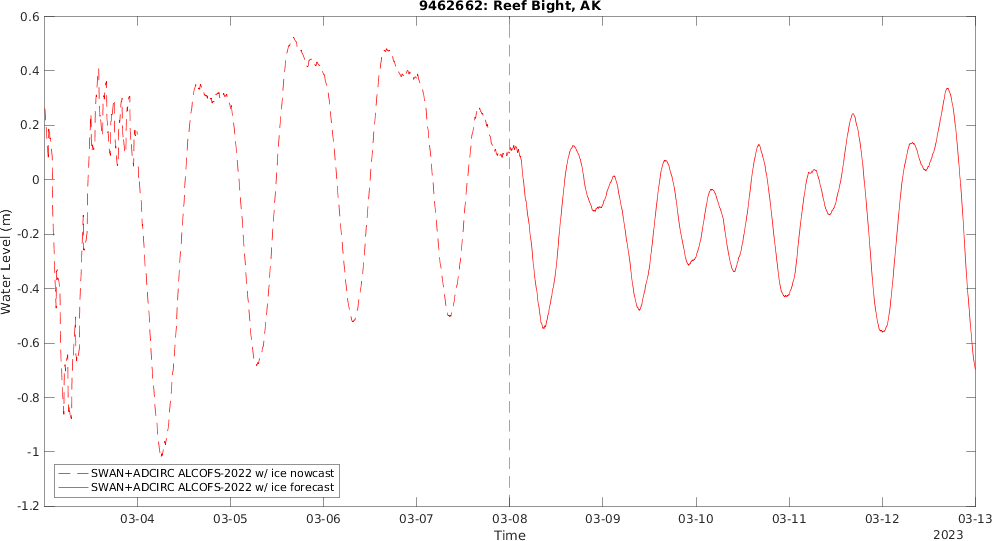 9462662: Reef Bight, AK
0.6
0.4
0.2
0
-0.2
-0.4
-0.6
-0.8
-1
-1.2
Water Level (m)
SWAN+ADCIRC ALCOFS-2022 w/ ice nowcast
SWAN+ADCIRC ALCOFS-2022 w/ ice forecast
03-04 03-05 03-06 03-07 03-08 03-09 03-10 03-11 03-12 03-13
Time
2023